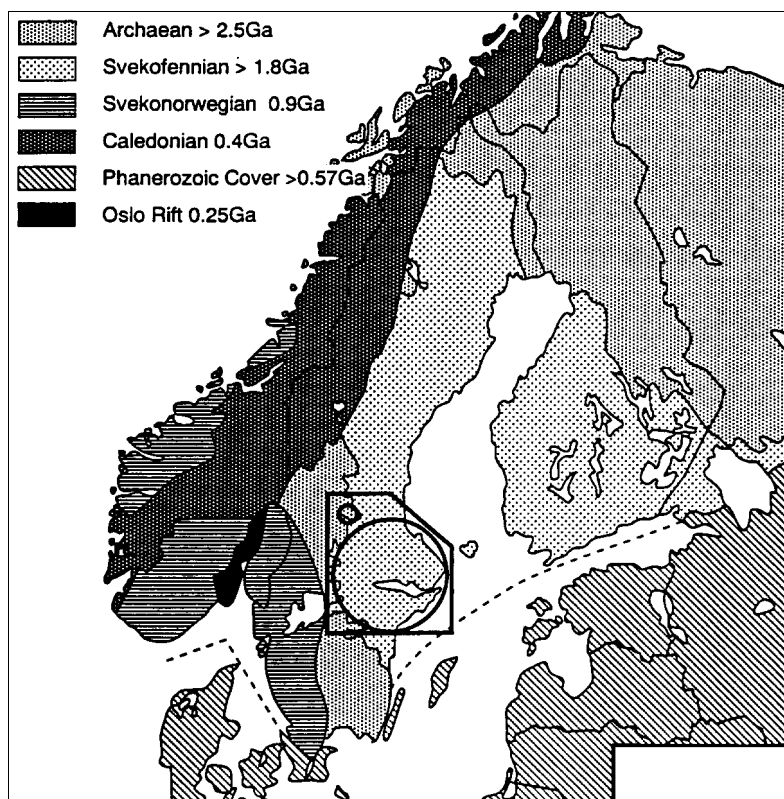 Archaean > 2.5Ga
Svekofennian > 1.8Ga
Svekonorwegian 0.9Ga
Caledonian 0.4Ga
Phanerozoic Cover >0.57Ga
Oslo Rift 0.25Ga